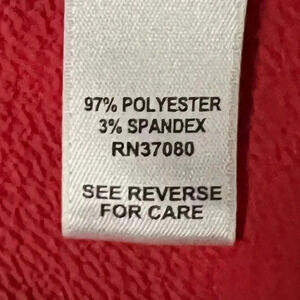 97% POLYESTER
3% SPANDEX
RN37080
SEE REVERSE
FOR CARE